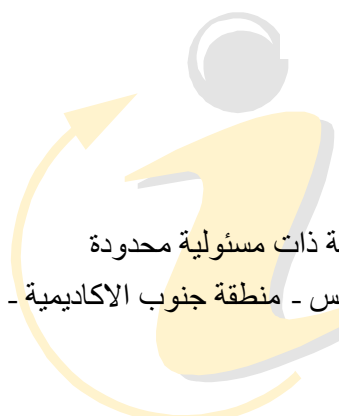 ة ذات مسئولية محدودة
س - منطقة جنوب الاكاديمية -